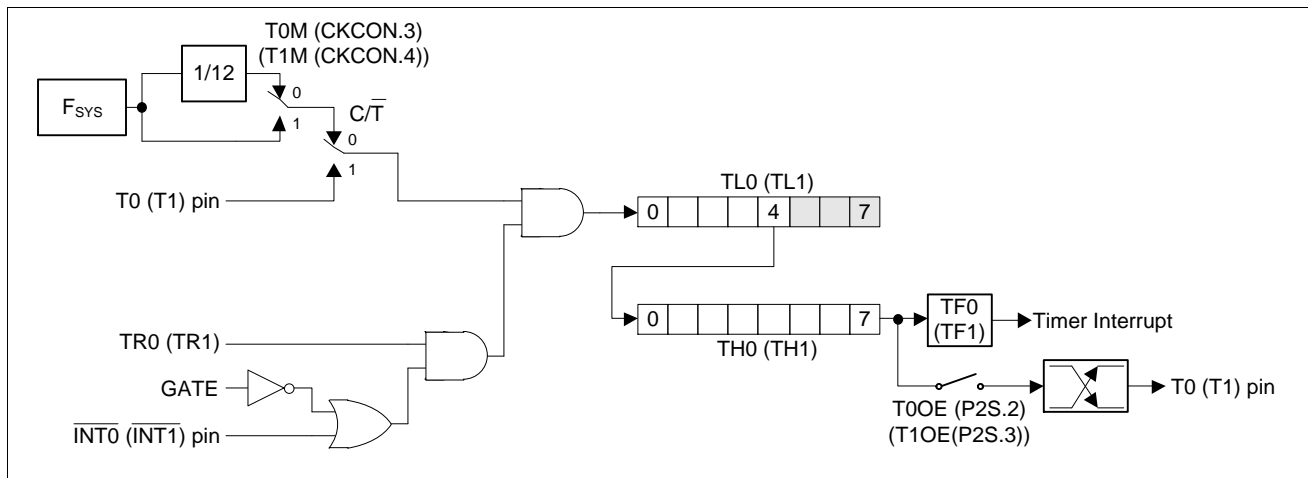 T0M (CKCON.3)
(T1M (CKCON.4))
1/12
FSYS
0
1
C/T̅
0
1
T0 (T1) pin
TL0 (TL1)
0 4 7
0 7
TH0 (TH1)
TF0
(TF1)
Timer Interrupt
TR0 (TR1)
GATE
I̅N̅T̅0̅ (I̅N̅T̅1̅) pin
T0OE (P2S.2)
(T1OE(P2S.3))
T0 (T1) pin